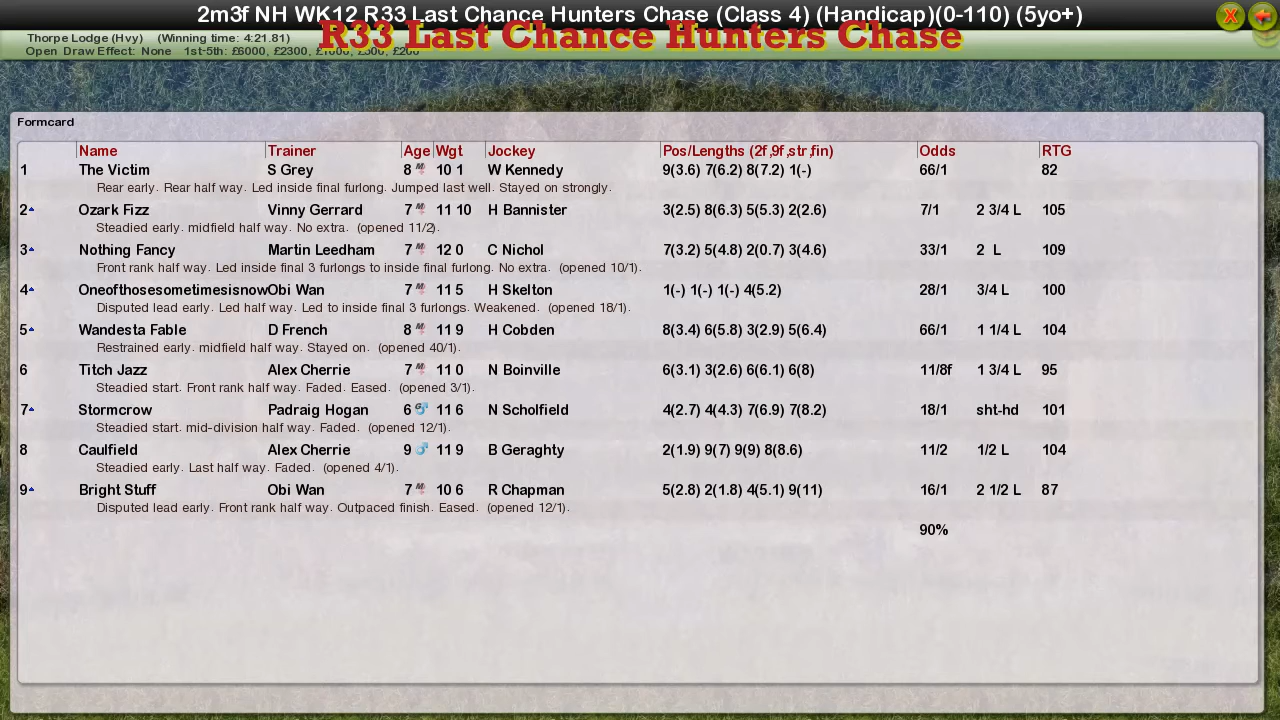 2m3f NH WK12 R33 Last Chance Hunters Chase (Class 4) (Handicap)(0-110) (5yo+)
R33 Last Chance Hunters Chase
Thorpe Lodge (Hvy) (Winning time: 4:21.81)
Open Draw Effect: None 1st-5th: £6000, £2300, £1000, £500, £200
Formcard
Name Trainer Age Wgt Jockey Pos/Lengths (2f,9f,str,fin) Odds RTG
1 The Victim S Grey 8 10 1 W Kennedy 9(3.6) 7(6.2) 8(7.2) 1(-) 66/1 82
Rear early. Rear half way. Led inside final furlong. Jumped last well. Stayed on strongly.
2 Ozark Fizz Vinny Gerrard 7 11 10 H Bannister 3(2.5) 8(6.3) 5(5.3) 2(2.6) 7/1 2 3/4 L 105
Steadied early. midfield half way. No extra. (opened 11/2).
3 Nothing Fancy Martin Leedham 7 12 0 C Nichol 7(3.2) 5(4.8) 2(0.7) 3(4.6) 33/1 2 L 109
Front rank half way. Led inside final 3 furlongs to inside final furlong. No extra. (opened 10/1).
4 Oneofthosesometimesisnow Obi Wan 7 11 5 H Skelton 1(-) 1(-) 1(-) 4(5.2) 28/1 3/4 L 100
Disputed lead early. Led half way. Led to inside final 3 furlongs. Weakened. (opened 18/1).
5 Wandesta Fable D French 8 11 9 H Cobden 8(3.4) 6(5.8) 3(2.9) 5(6.4) 66/1 1 1/4 L 104
Restrained early. midfield half way. Stayed on. (opened 40/1).
6 Titch Jazz Alex Cherrie 7 11 0 N Boinville 6(3.1) 3(2.6) 6(6.1) 6(8) 11/8f 1 3/4 L 95
Steadied start. Front rank half way. Faded. Eased. (opened 3/1).
7 Stormcrow Padraig Hogan 6 11 6 N Scholfield 4(2.7) 4(4.3) 7(6.9) 7(8.2) 18/1 sht-hd 101
Steadied start. mid-division half way. Faded. (opened 12/1).
8 Caulfield Alex Cherrie 9 11 9 B Geraghty 2(1.9) 9(7) 9(9) 8(8.6) 11/2 1/2 L 104
Steadied early. Last half way. Faded. (opened 4/1).
9 Bright Stuff Obi Wan 7 10 6 R Chapman 5(2.8) 2(1.8) 4(5.1) 9(11) 16/1 2 1/2 L 87
Disputed lead early. Front rank half way. Outpaced finish. Eased. (opened 12/1).
90%